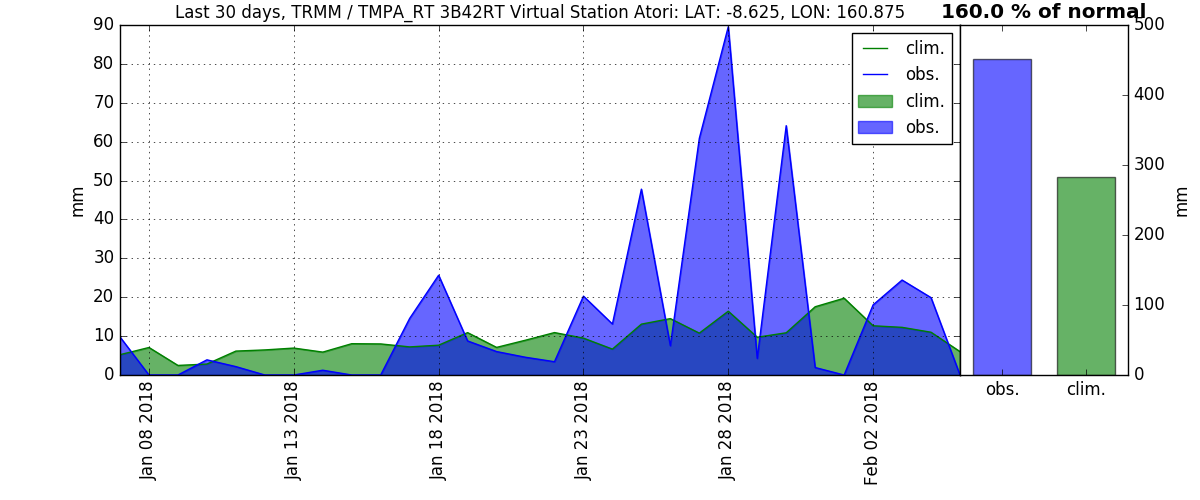 Last 30 days, TRMM / TMPA_RT 3B42RT Virtual Station Atori: LAT: -8.625, LON: 160.875
160.0 % of normal
90
80
70
60
50
40
30
20
10
0
mm
clim.
obs.
clim.
obs.
Jan 08 2018
Jan 13 2018
Jan 18 2018
Jan 23 2018
Jan 28 2018
Feb 02 2018
500
400
300
200
100
0
mm
obs.
clim.